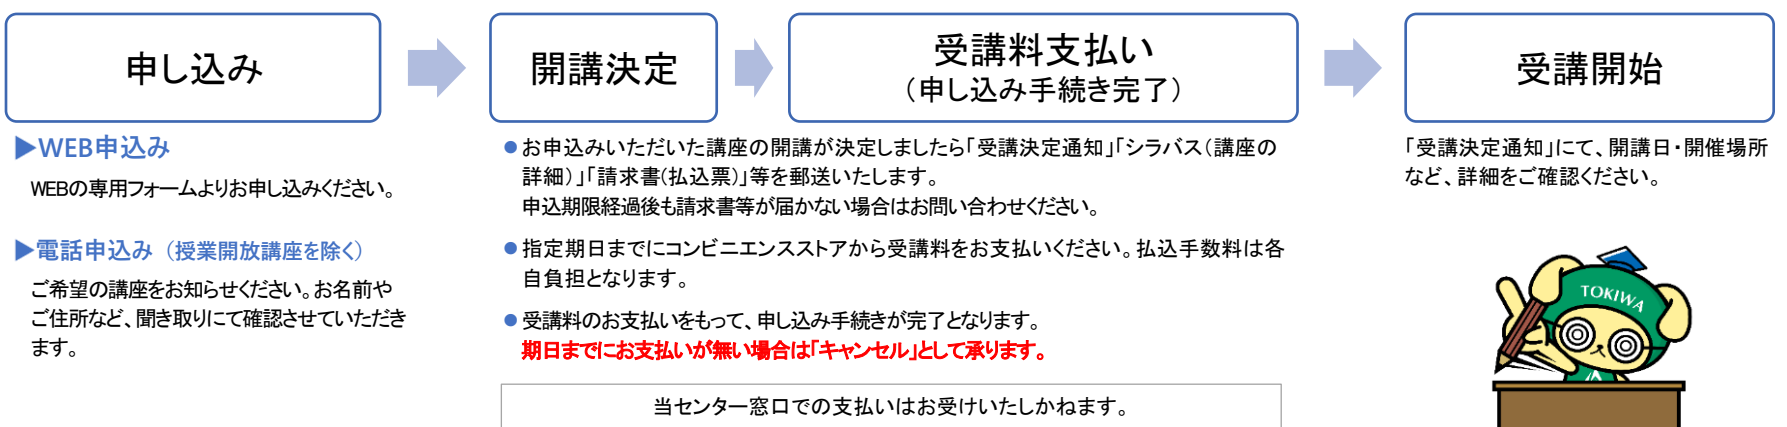 申し込み
開講決定
受講料支払い
（申し込み手続き完了）
受講開始
▶WEB申込み
WEBの専用フォームよりお申し込みください。
▶電話申込み（授業開放講座を除く）
ご希望の講座をお知らせください。お名前や
ご住所など、聞き取りにて確認させていただき
ます。
●お申込みいただいた講座の開講が決定しましたら「受講決定通知」「シラバス（講座の
詳細）」「請求書(払込票)」等を郵送いたします。
申込期限経過後も請求書等が届かない場合はお問い合わせください。
●指定期日までにコンビニエンスストアから受講料をお支払いください。払込手数料は各
自負担となります。
●受講料のお支払いをもって、申し込み手続きが完了となります。
期日までにお支払いが無い場合は「キャンセル」として承ります。
当センター窓口での支払いはお受けいたしかねます。
「受講決定通知」にて、開講日・開催場所
など、詳細をご確認ください。
TOKIWA